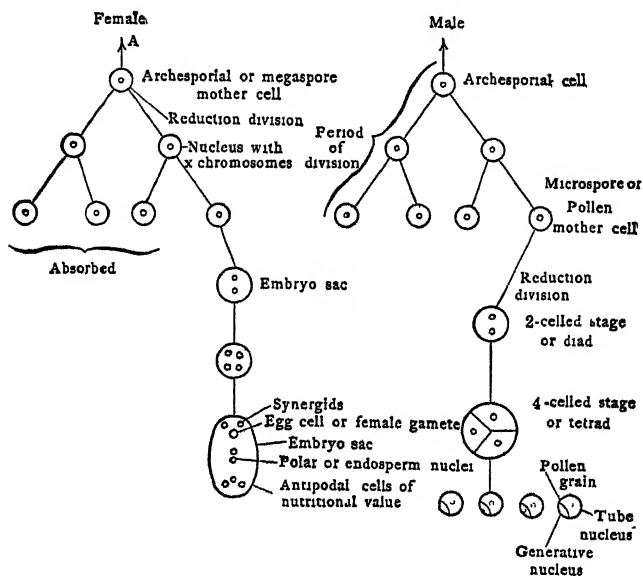 Female
A
Archesporial or megaspore
mother cell
Reduction division
Nucleus with
x chromosomes
Absorbed
Embryo sac
Synergids
Egg cell or female gamete
Embryo sac
Polar or endosperm nuclei
Antipodal cells of
nutritional value
Male
Archesporial cell
Period
of
division
Microspore or
Pollen
mother cell
Reduction
division
2-celled stage
or diad
4-celled stage
or tetrad
Pollen
grain
Tube
nucleus
Generative
nucleus